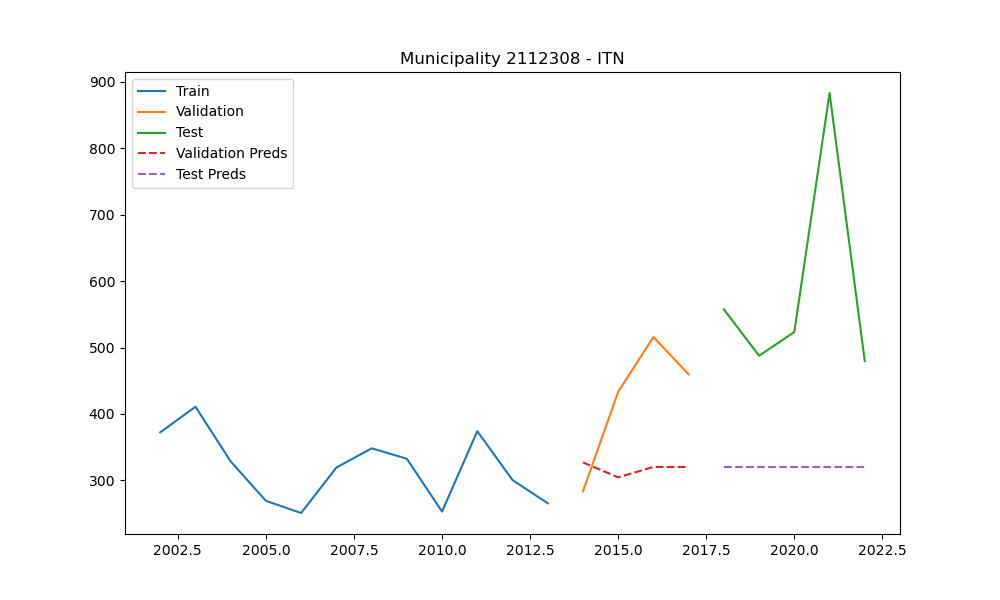 Municipality 2112308 - ITN
900
800
700
600
500
400
300
Train
Validation
Test
Validation Preds
Test Preds
2002.5 2005.0 2007.5 2010.0 2012.5 2015.0 2017.5 2020.0 2022.5